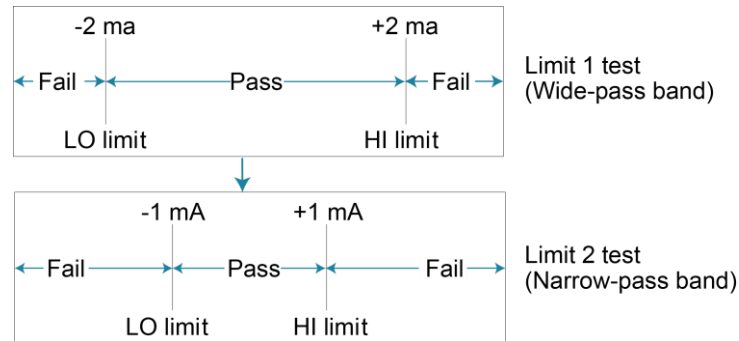 -2 ma +2 ma
Fail Pass Fail
LO limit HI limit
Limit 1 test
(Wide-pass band)
-1 mA +1 mA
Fail Pass Fail
LO limit HI limit
Limit 2 test
(Narrow-pass band)